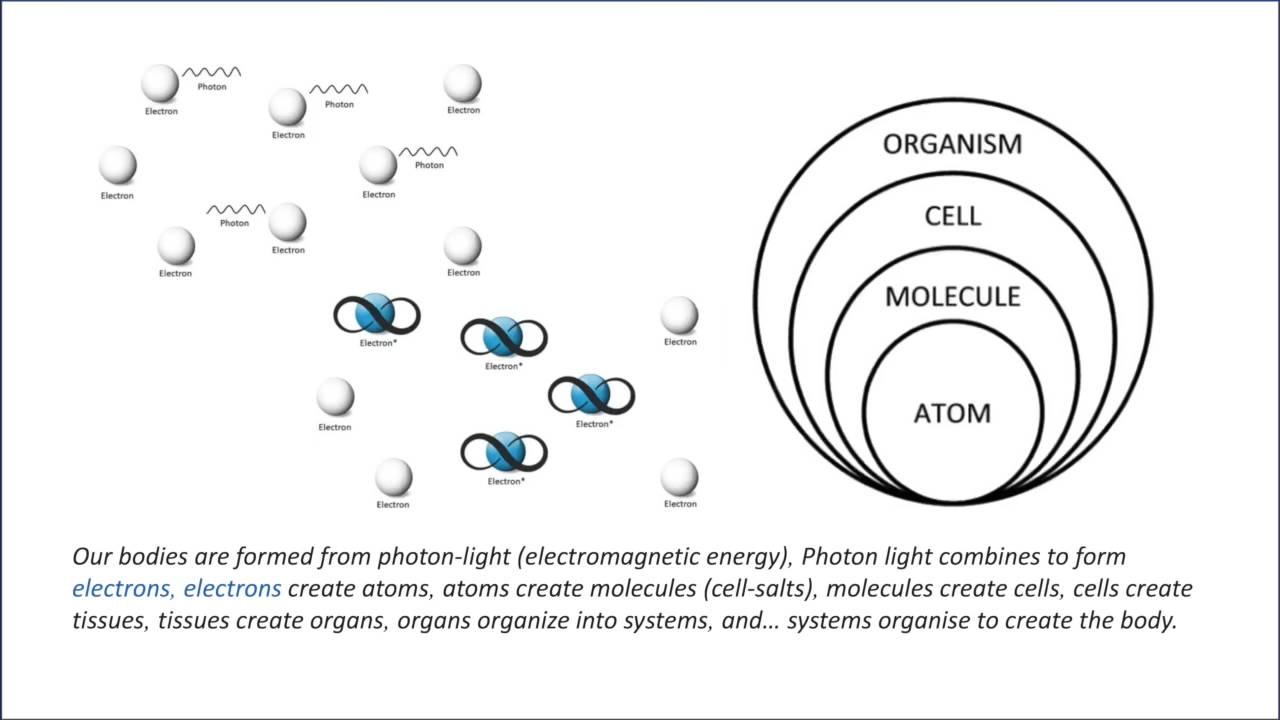 Photon
Electron
Photon
Electron
Electron
Photon
Electron
Electron
Photon
Electron
Electron
Electron
Electron*
Electron*
Electron
Electron*
Electron
Electron*
Electron
Electron
ORGANISM
CELL
MOLECULE
ATOM
Our bodies are formed from photon-light (electromagnetic energy), Photon light combines to form
electrons, electrons create atoms, atoms create molecules (cell-salts), molecules create cells, cells create
tissues, tissues create organs, organs organize into systems, and... systems organise to create the body.